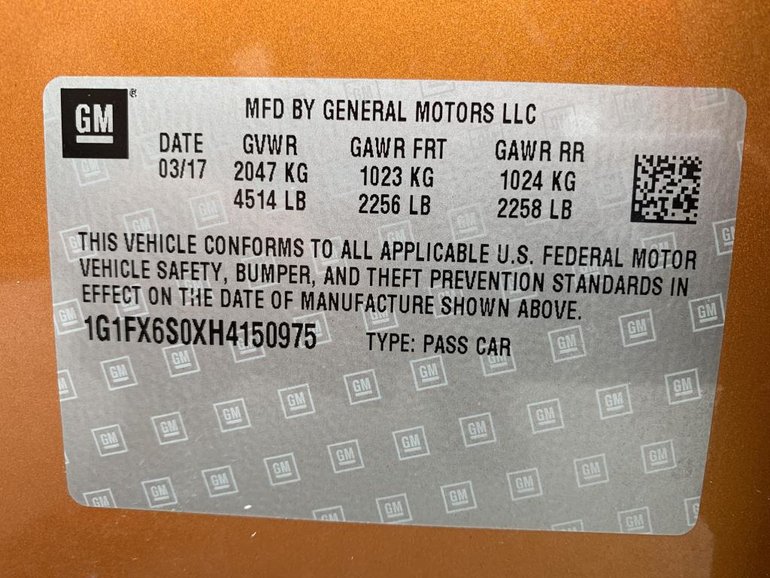 GM
MFD BY GENERAL MOTORS LLC
DATE GVWR GAWR FRT GAWR RR
03/17 2047 KG 1023 KG 1024 KG
4514 LB 2256 LB 2258 LB
THIS VEHICLE CONFORMS TO ALL APPLICABLE U.S. FEDERAL MOTOR
VEHICLE SAFETY, BUMPER, AND THEFT PREVENTION STANDARDS IN
EFFECT ON THE DATE OF MANUFACTURE SHOWN ABOVE.
1G1FX6S0XH4150975 TYPE: PASS CAR